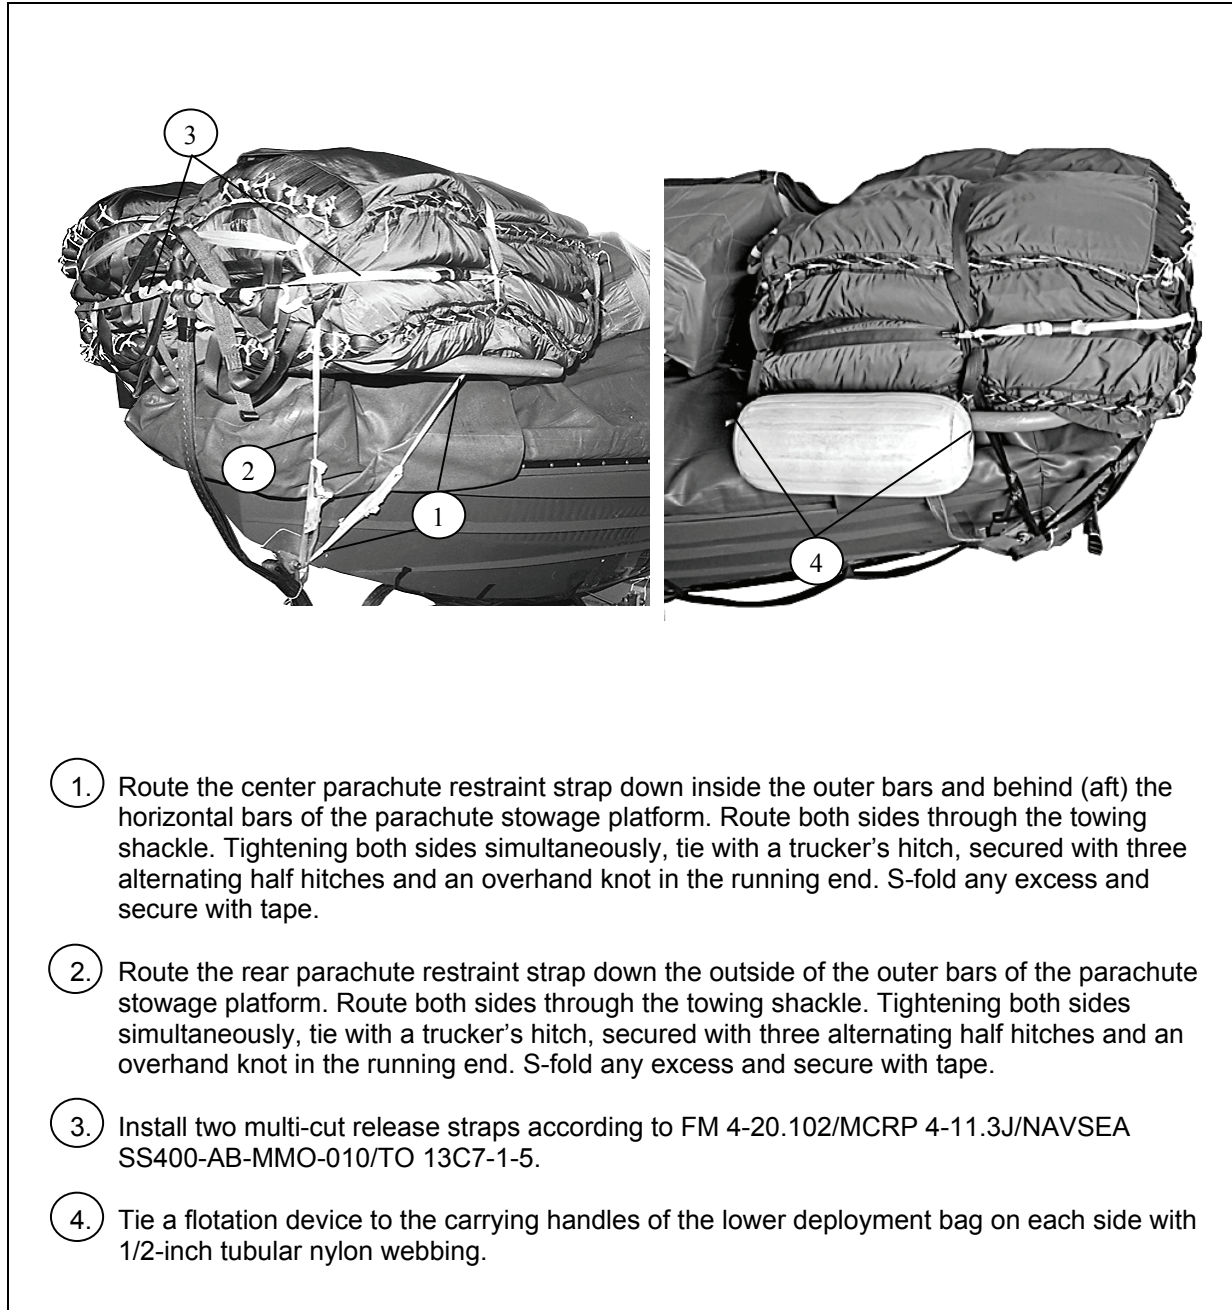 3
2
1
4
1. Route the center parachute restraint strap down inside the outer bars and behind (aft) the
horizontal bars of the parachute stowage platform. Route both sides through the towing
shackle. Tightening both sides simultaneously, tie with a trucker’s hitch, secured with three
alternating half hitches and an overhand knot in the running end. S-fold any excess and
secure with tape.
2. Route the rear parachute restraint strap down the outside of the outer bars of the parachute
stowage platform. Route both sides through the towing shackle. Tightening both sides
simultaneously, tie with a trucker’s hitch, secured with three alternating half hitches and an
overhand knot in the running end. S-fold any excess and secure with tape.
3. Install two multi-cut release straps according to FM 4-20.102/MCRP 4-11.3J/NAVSEA
SS400-AB-MMO-010/TO 13C7-1-5.
4. Tie a flotation device to the carrying handles of the lower deployment bag on each side with
1/2-inch tubular nylon webbing.